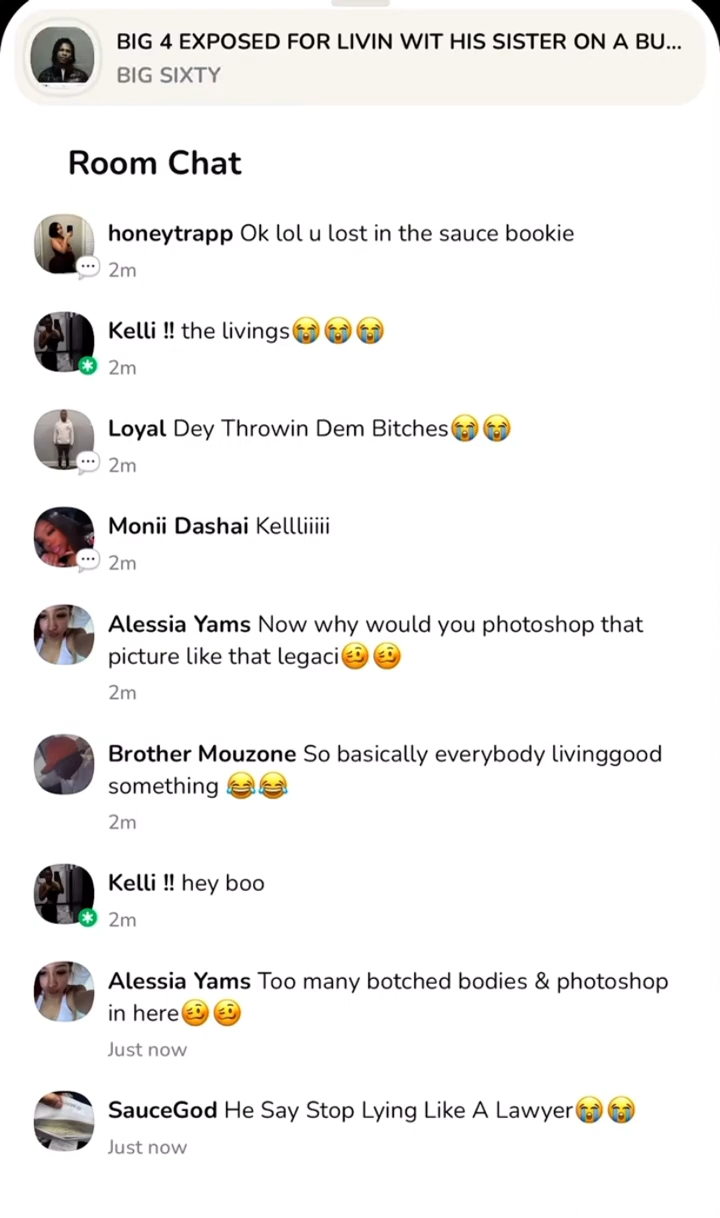 BIG 4 EXPOSED FOR LIVIN WIT HIS SISTER ON A BU...
BIG SIXTY
Room Chat
honeytrapp Ok lol u lost in the sauce bookie
2m
Kelli !! the livings😭😭😭
2m
Loyal Dey Throwin Dem Bitches😭😭
2m
Monii Dashai Kellliiiii
2m
Alessia Yams Now why would you photoshop that
picture like that legaci🥴🥴
2m
Brother Mouzone So basically everybody livinggood
something 😂😂
2m
Kelli !! hey boo
2m
Alessia Yams Too many botched bodies & photoshop
in here🥴🥴
Just now
SauceGod He Say Stop Lying Like A Lawyer😭😭
Just now